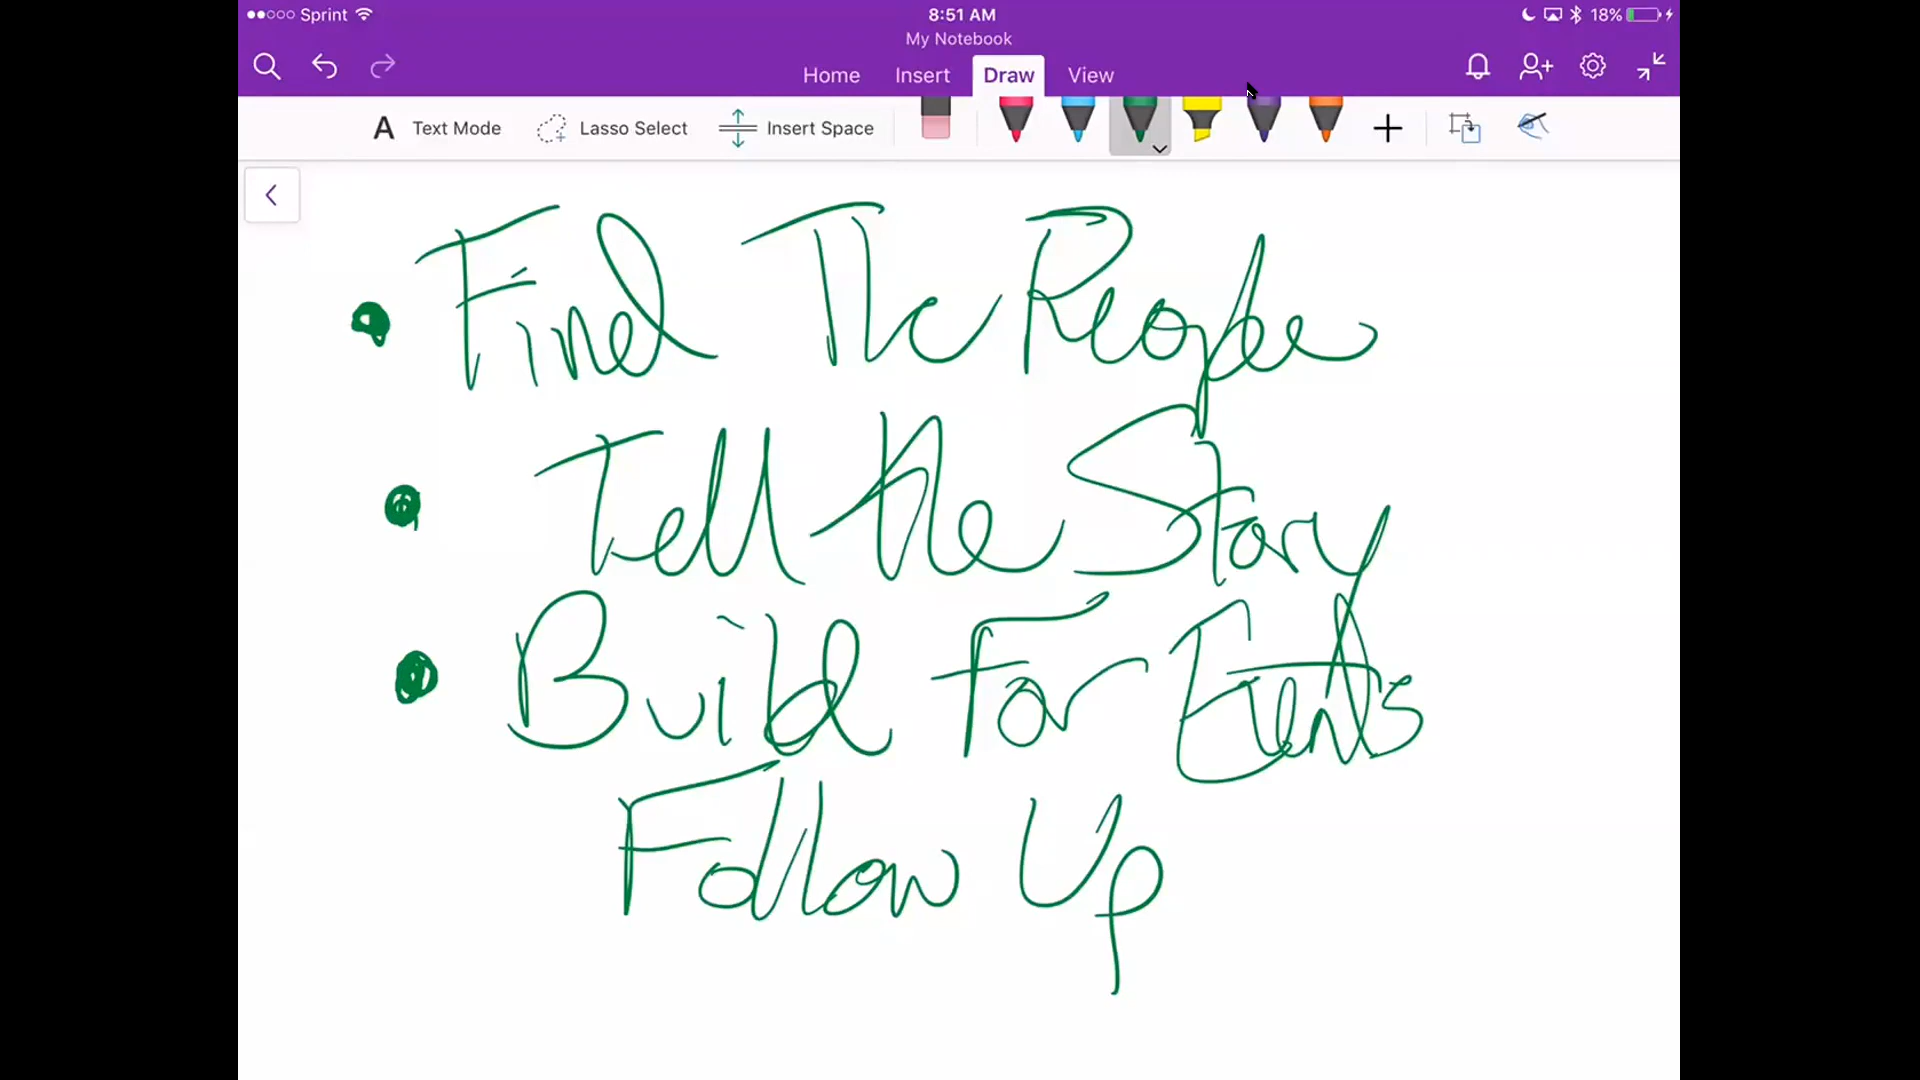 Sprint 8:51 AM 18%
My Notebook
Home Insert Draw View
A Text Mode Lasso Select Insert Space
• Find The People
• Tell the Story
• Build For Events
Follow Up